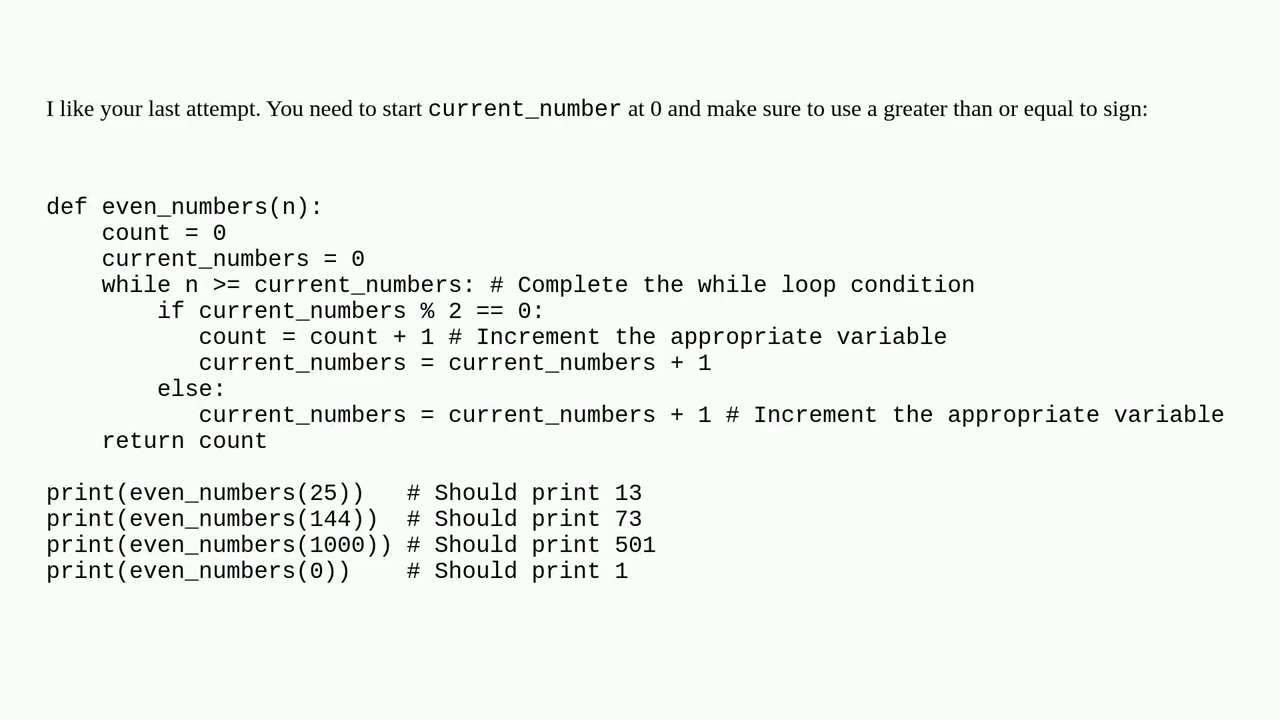 I like your last attempt. You need to start current_number at 0 and make sure to use a greater than or equal to sign:
def even_numbers(n):
    count = 0
    current_numbers = 0
    while n >= current_numbers: # Complete the while loop condition
        if current_numbers % 2 == 0:
           count = count + 1 # Increment the appropriate variable
           current_numbers = current_numbers + 1
        else:
           current_numbers = current_numbers + 1 # Increment the appropriate variable
    return count
print(even_numbers(25))   # Should print 13
print(even_numbers(144))  # Should print 73
print(even_numbers(1000)) # Should print 501
print(even_numbers(0))    # Should print 1